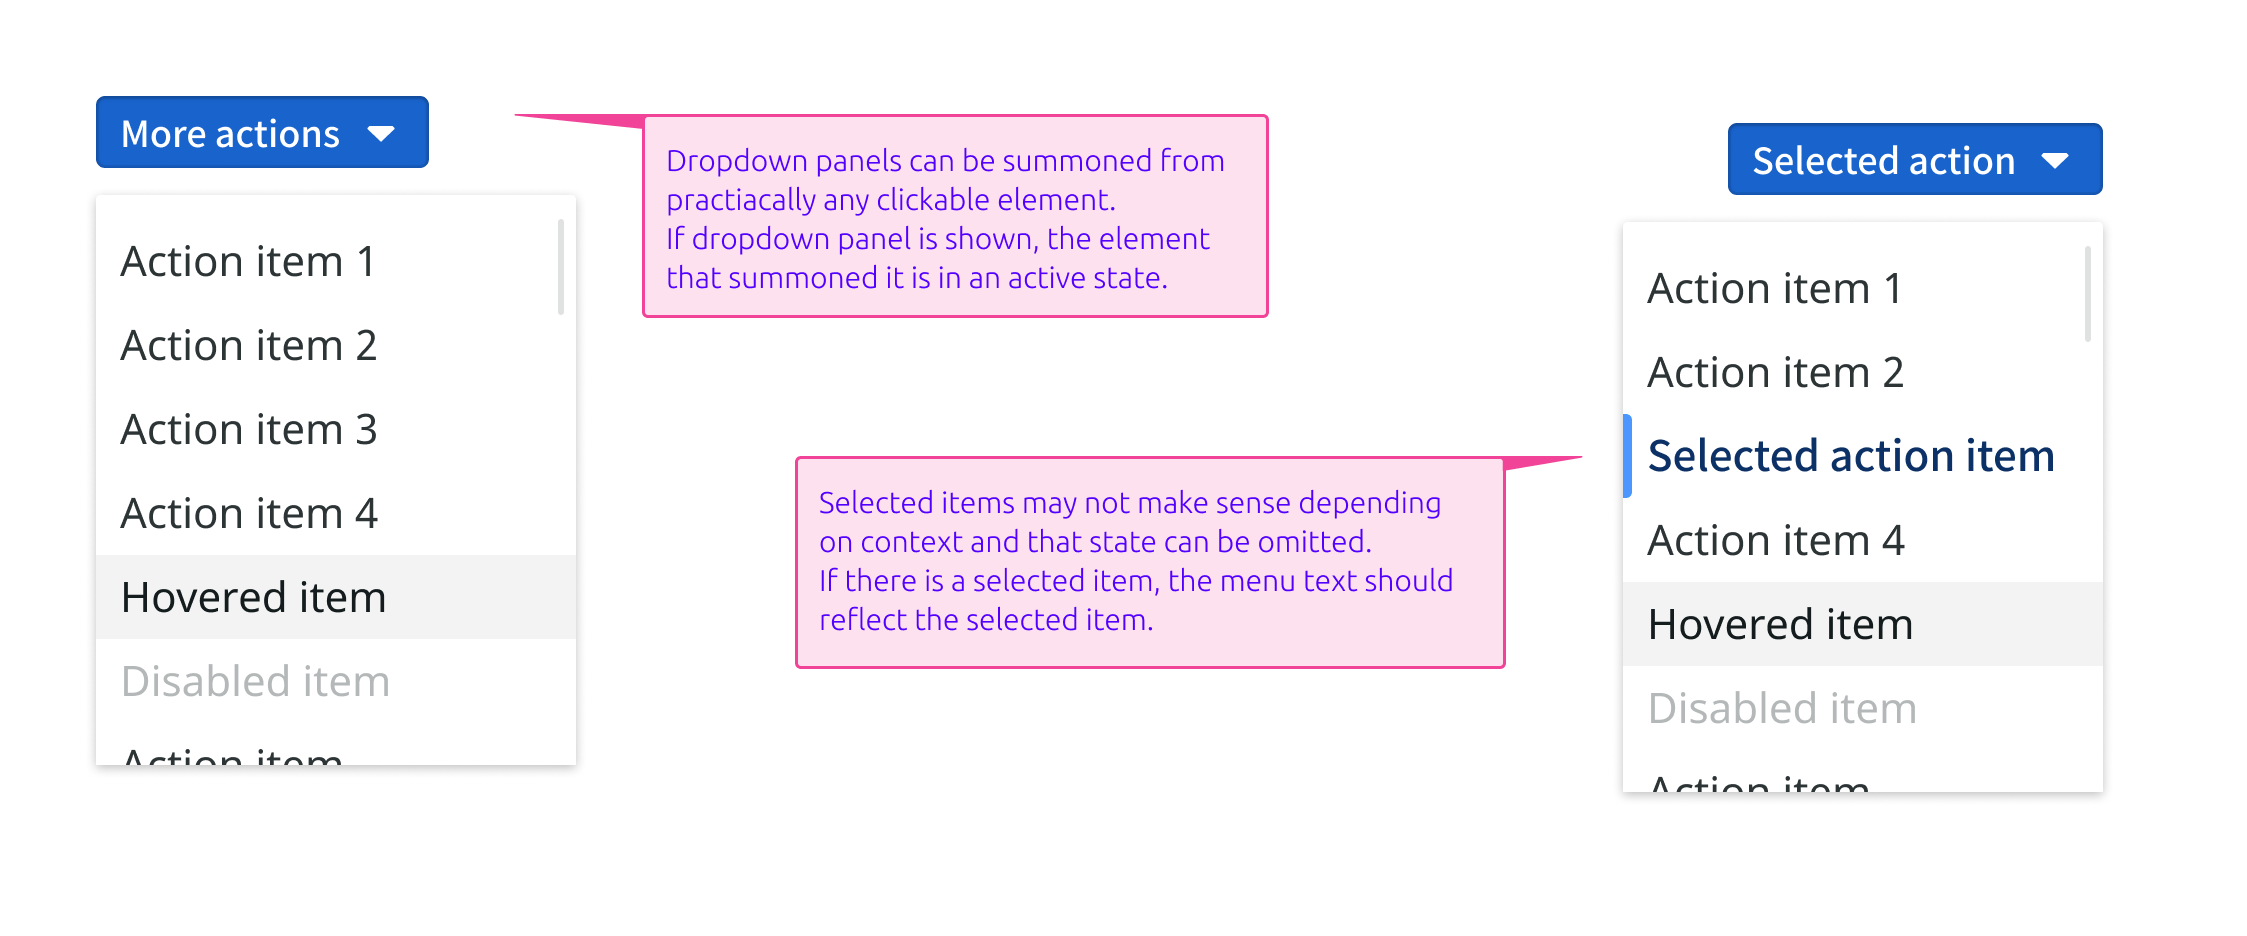 More actions
Action item 1
Action item 2
Action item 3
Action item 4
Hovered item
Disabled item
Action item
Dropdown panels can be summoned from
practiacally any clickable element.
If dropdown panel is shown, the element
that summoned it is in an active state.
Selected items may not make sense depending
on context and that state can be omitted.
If there is a selected item, the menu text should
reflect the selected item.
Selected action
Action item 1
Action item 2
Selected action item
Action item 4
Hovered item
Disabled item
Action item